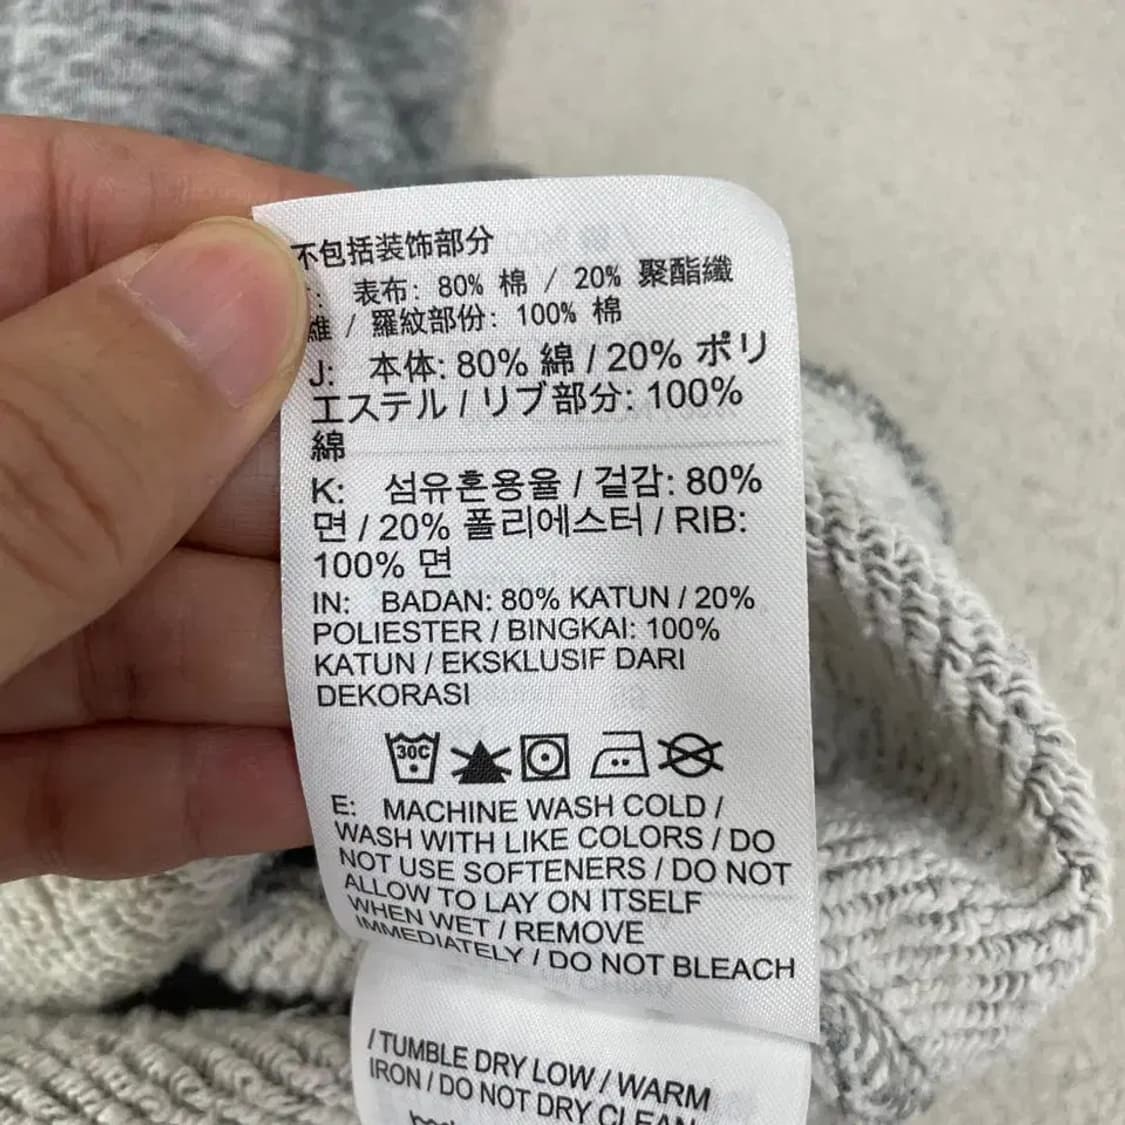 不包括装饰部分
: 表布: 80% 棉 / 20% 聚酯纖
維 / 羅紋部份: 100% 棉
J: 本体: 80% 綿 / 20% ポリ
エステル / リブ部分: 100%
綿
K: 섬유혼용율 / 겉감: 80%
면 / 20% 폴리에스터 / RIB:
100% 면
IN: BADAN: 80% KATUN / 20%
POLIESTER / BINGKAI: 100%
KATUN / EKSKLUSIF DARI
DEKORASI
30C
E: MACHINE WASH COLD /
WASH WITH LIKE COLORS / DO
NOT USE SOFTENERS / DO NOT
ALLOW TO LAY ON ITSELF
WHEN WET / REMOVE
IMMEDIATELY / DO NOT BLEACH
/ TUMBLE DRY LOW / WARM
IRON / DO NOT DRY CLEAN